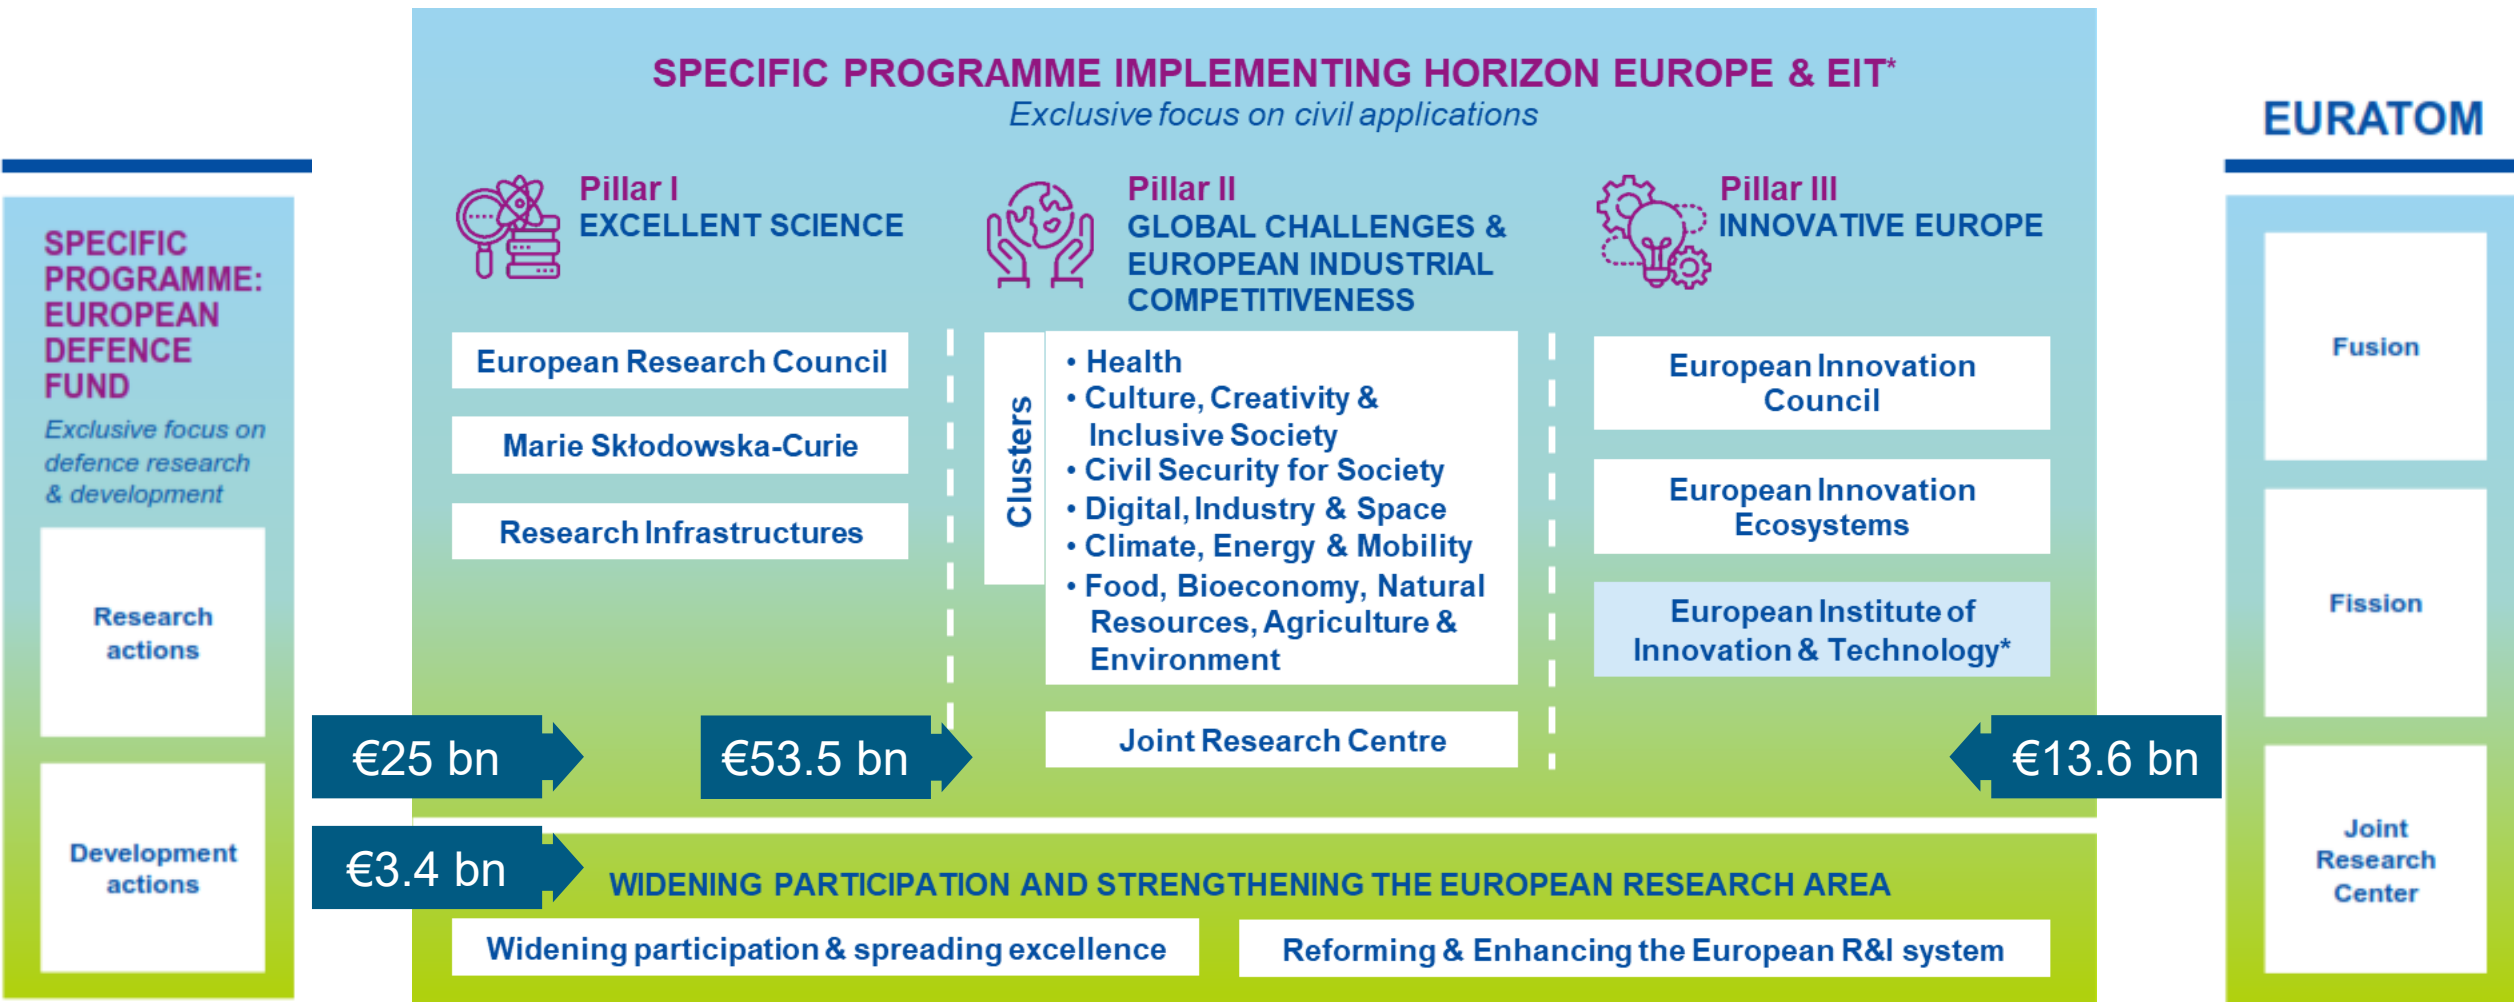 SPECIFIC
PROGRAMME:
EUROPEAN
DEFENCE
FUND
Exclusive focus on
defence research
& development
Research
actions
Development
actions
SPECIFIC PROGRAMME IMPLEMENTING HORIZON EUROPE & EIT*
Exclusive focus on civil applications
Pillar I
EXCELLENT SCIENCE
European Research Council
Marie Skłodowska-Curie
Research Infrastructures
€25 bn
Pillar II
GLOBAL CHALLENGES &
EUROPEAN INDUSTRIAL
COMPETITIVENESS
Clusters
• Health
• Culture, Creativity &
Inclusive Society
• Civil Security for Society
• Digital, Industry & Space
• Climate, Energy & Mobility
• Food, Bioeconomy, Natural
Resources, Agriculture &
Environment
Joint Research Centre
€53.5 bn
Pillar III
INNOVATIVE EUROPE
European Innovation
Council
European Innovation
Ecosystems
European Institute of
Innovation & Technology*
€13.6 bn
€3.4 bn
WIDENING PARTICIPATION AND STRENGTHENING THE EUROPEAN RESEARCH AREA
Widening participation & spreading excellence
Reforming & Enhancing the European R&I system
EURATOM
Fusion
Fission
Joint
Research
Center